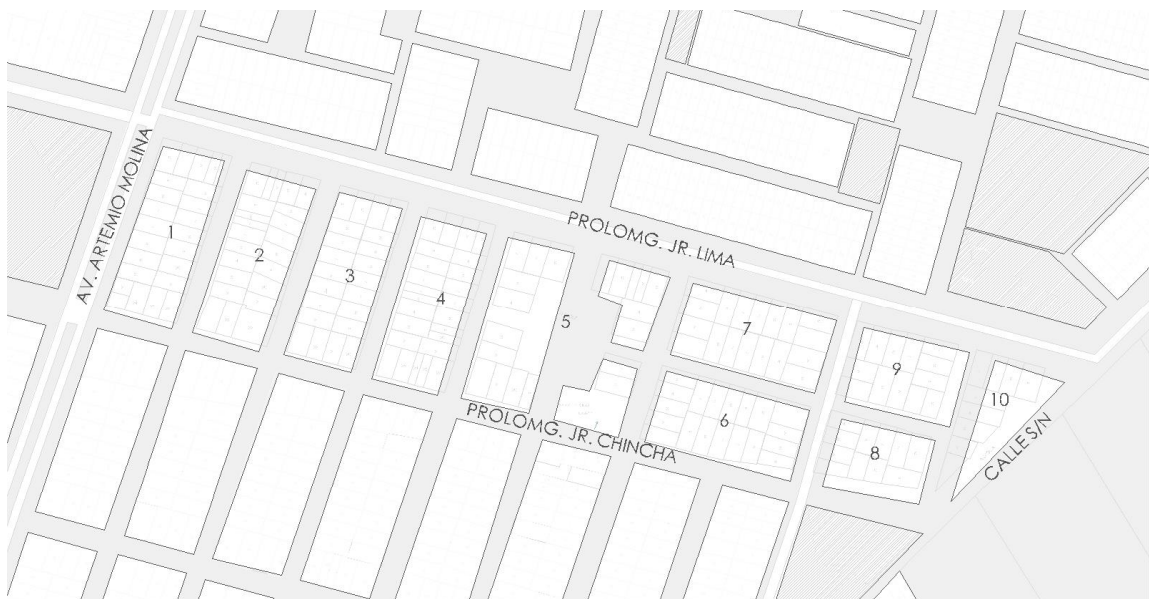 AV. ARTEMIO MOLINA
PROLOMG. JR. LIMA
1
2
3
4
5
7
9
10
6
8
PROLOMG. JR. CHINCHA
CALLE S/N